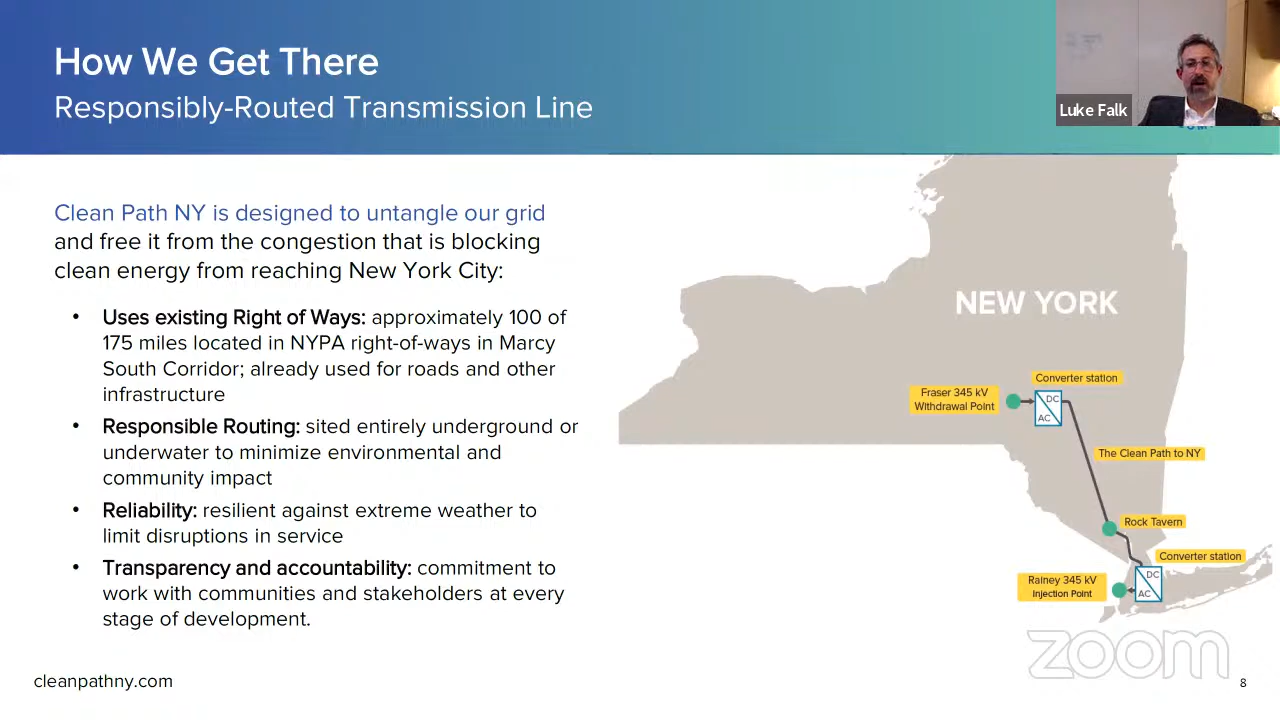 How We Get There
Responsibly-Routed Transmission Line
Luke Falk
Clean Path NY is designed to untangle our grid
and free it from the congestion that is blocking
clean energy from reaching New York City:
• Uses existing Right of Ways: approximately 100 of
175 miles located in NYPA right-of-ways in Marcy
South Corridor; already used for roads and other
infrastructure
• Responsible Routing: sited entirely underground or
underwater to minimize environmental and
community impact
• Reliability: resilient against extreme weather to
limit disruptions in service
• Transparency and accountability: commitment to
work with communities and stakeholders at every
stage of development.
NEW YORK
Converter station
Fraser 345 kV
Withdrawal Point
DC
AC
The Clean Path to NY
Rock Tavern
Converter station
Rainey 345 kV
Injection Point
DC
AC
zoom
cleanpathny.com
8